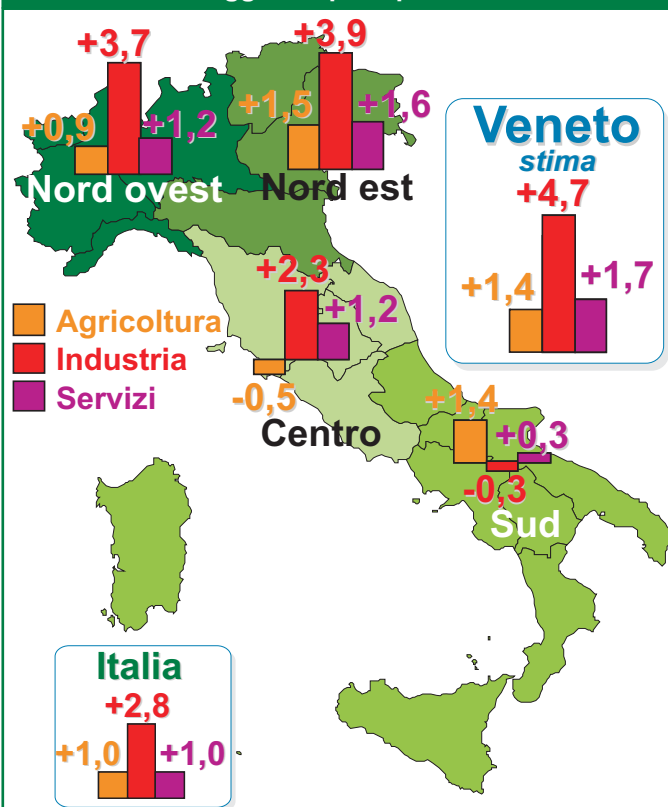 +3,7
+0,9
+1,2
Nord ovest
+3,9
+1,5
+1,6
Nord est
Veneto
stima
+4,7
+1,4
+1,7
+2,3
+1,2
-0,5
Centro
Agricoltura
Industria
Servizi
+1,4
+0,3
-0,3
Sud
Italia
+2,8
+1,0
+1,0